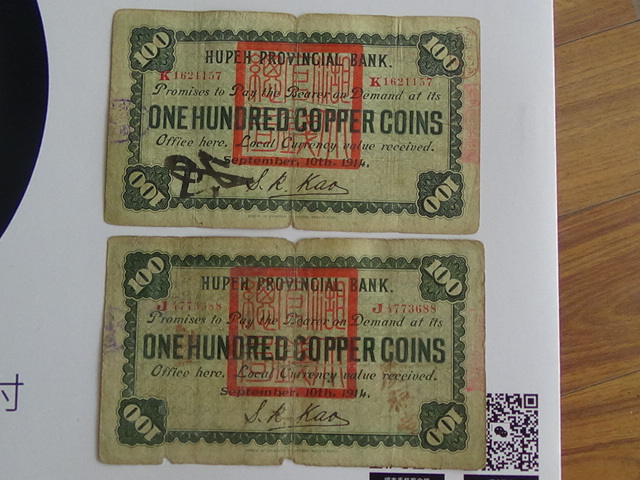 100 100
HUPEH PROVINCIAL BANK.
K1621157 K1621157
Promises to Pay the Bearer on Demand at its
ONE HUNDRED COPPER COINS
Office here. Local Currency value received.
September, 10th, 1914.
S. K. Kao
100 100
100 100
HUPEH PROVINCIAL BANK.
J4773688 J4773688
Promises to Pay the Bearer on Demand at its
ONE HUNDRED COPPER COINS
Office here. Local Currency value received.
September, 10th, 1914.
S. K. Kao
100 100